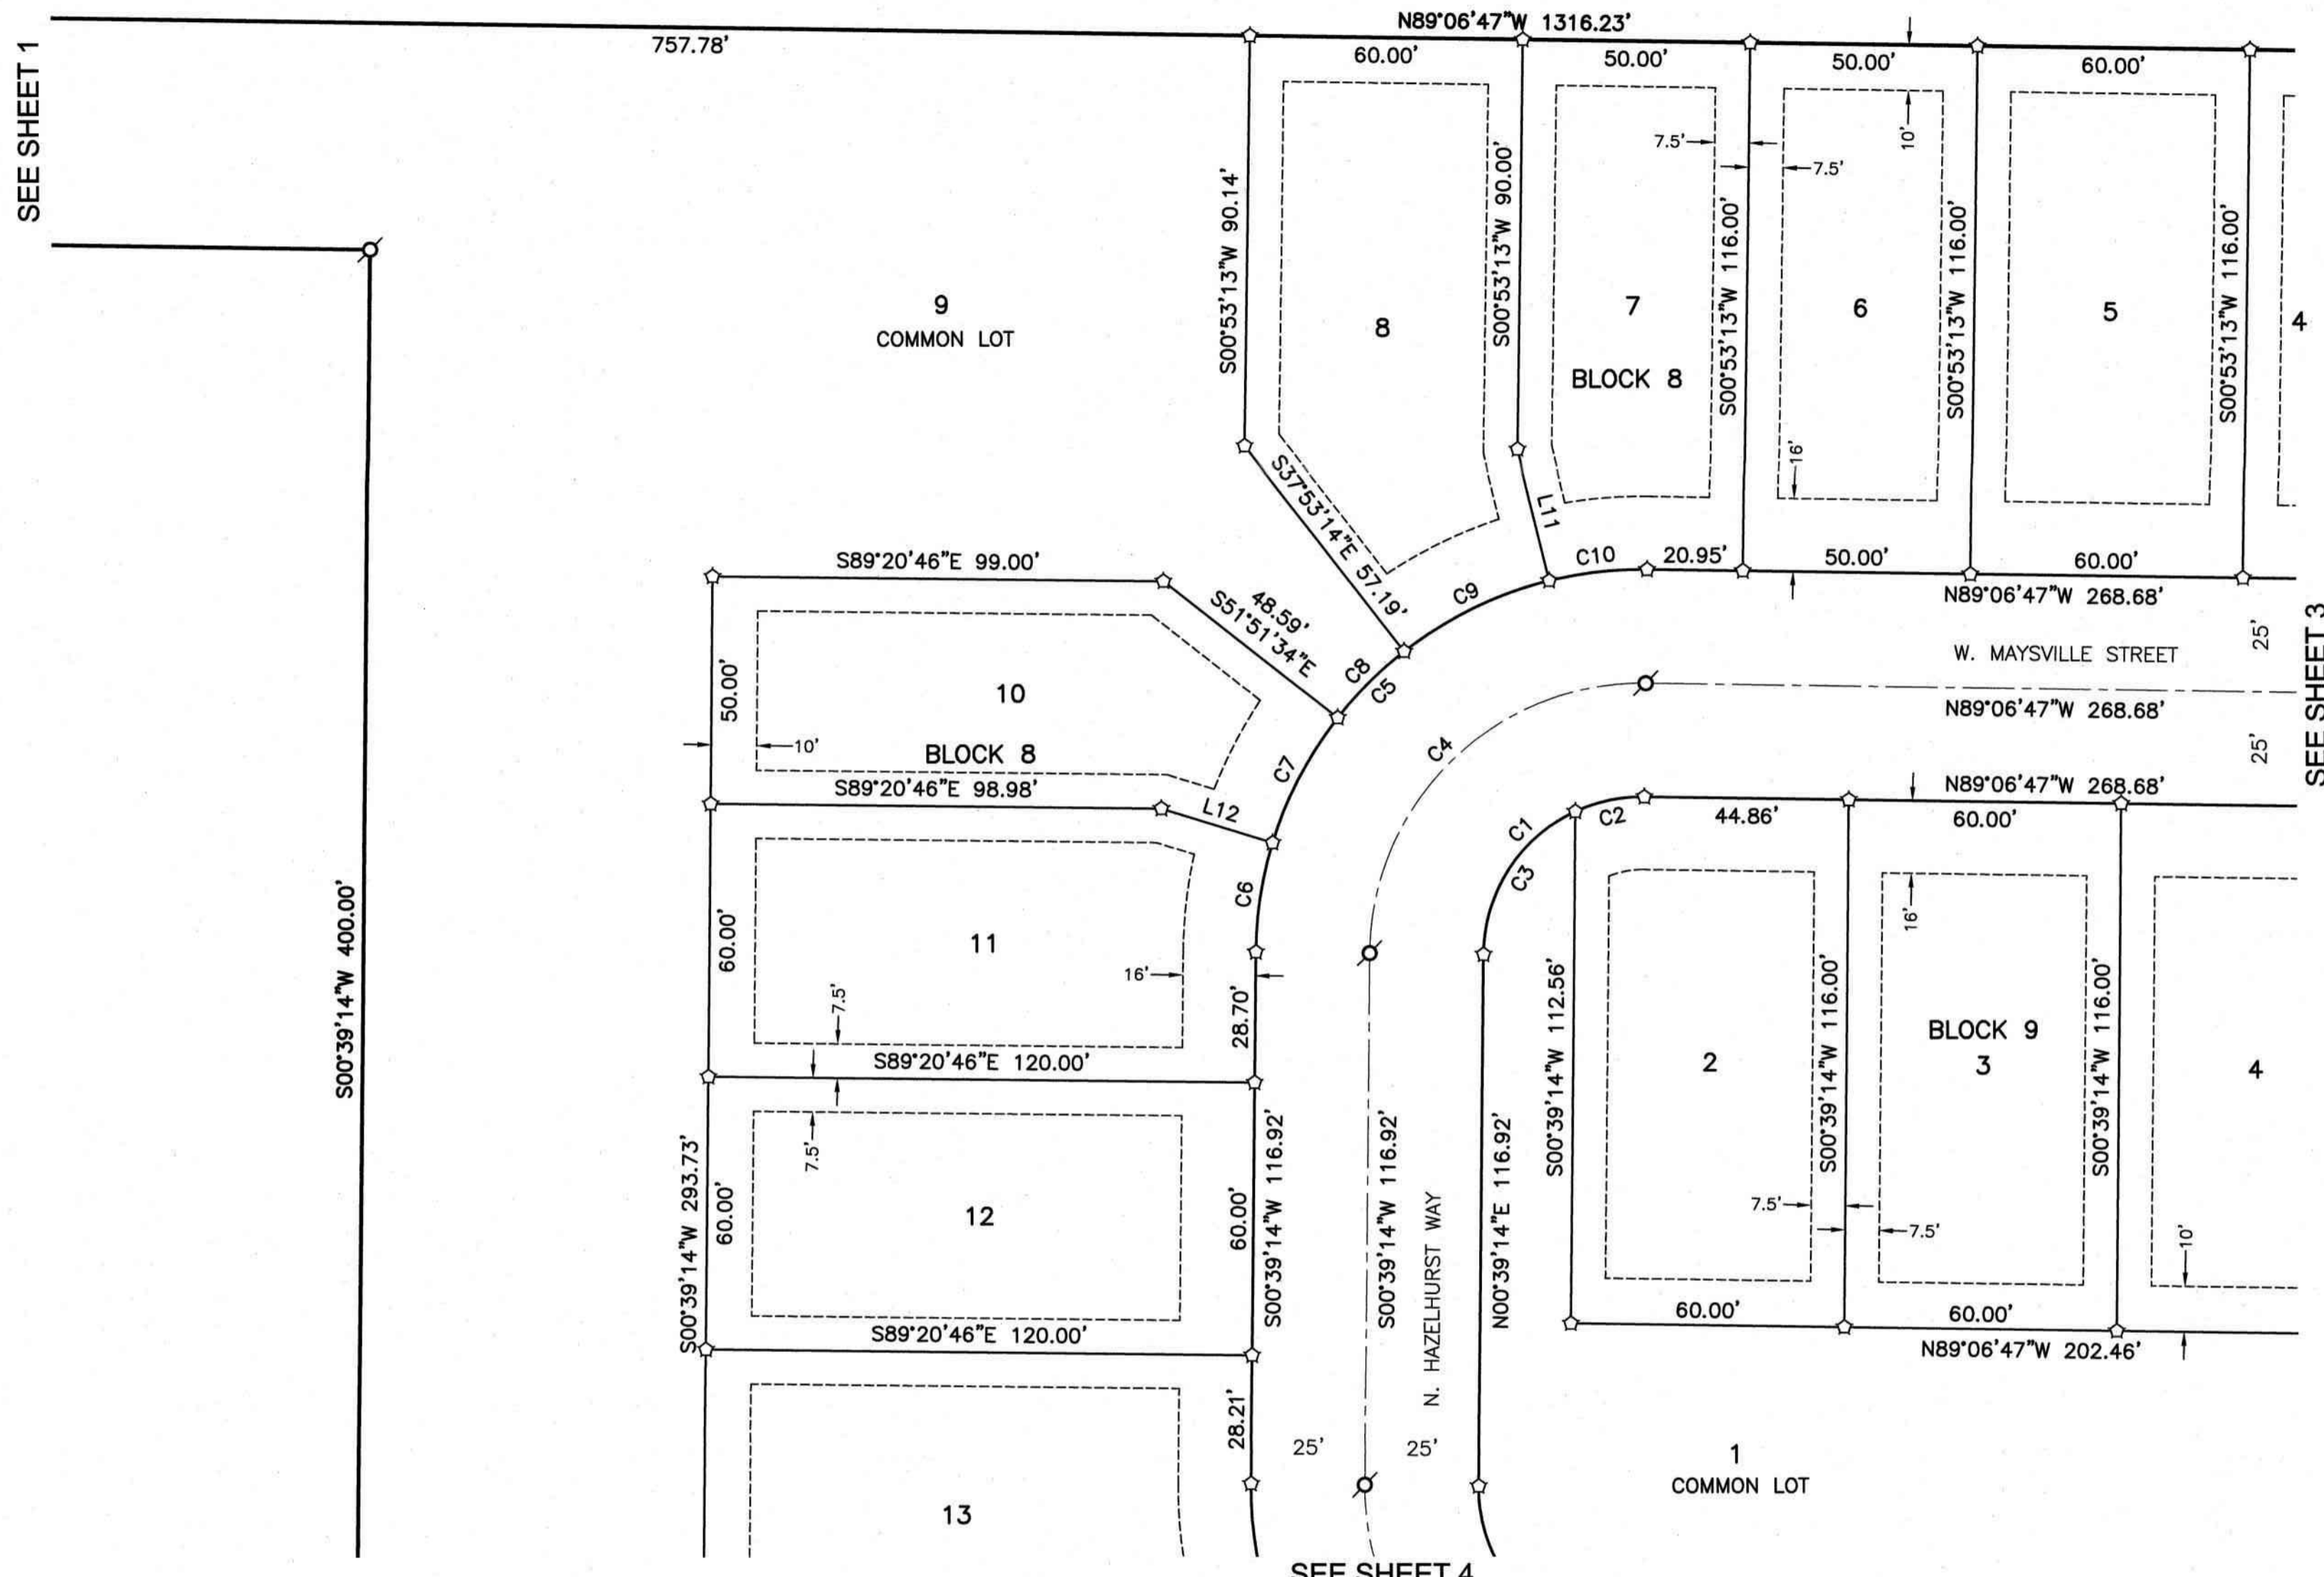 SEE SHEET 1
N89°06'47"W 1316.23'
757.78'
60.00'
50.00'
50.00'
60.00'
7.5'
7.5'
10'
S00°53'13"W 90.14'
S00°53'13"W 90.00'
S00°53'13"W 116.00'
S00°53'13"W 116.00'
S00°53'13"W 116.00'
9
COMMON LOT
8
7
BLOCK 8
6
5
4
16'
S37°53'14"E 57.19'
L11
C10
20.95'
50.00'
60.00'
N89°06'47"W 268.68'
S89°20'46"E 99.00'
48.59'
S51°51'34"E
C9
C8
C5
W. MAYSVILLE STREET
25'
SEE SHEET 3
50.00'
10
10'
BLOCK 8
C7
C4
N89°06'47"W 268.68'
25'
S89°20'46"E 98.98'
L12
N89°06'47"W 268.68'
C1
C2
44.86'
60.00'
C3
C6
S00°39'14"W 400.00'
60.00'
11
16'
7.5'
28.70'
16'
S89°20'46"E 120.00'
S00°39'14"W 112.56'
2
S00°39'14"W 116.00'
BLOCK 9
3
S00°39'14"W 116.00'
4
7.5'
S00°39'14"W 293.73'
60.00'
12
60.00'
S00°39'14"W 116.92'
S00°39'14"W 116.92'
N. HAZELHURST WAY
N00°39'14"E 116.92'
7.5'
7.5'
10'
S89°20'46"E 120.00'
60.00'
60.00'
N89°06'47"W 202.46'
28.21'
25'
25'
13
1
COMMON LOT
SEE SHEET 4